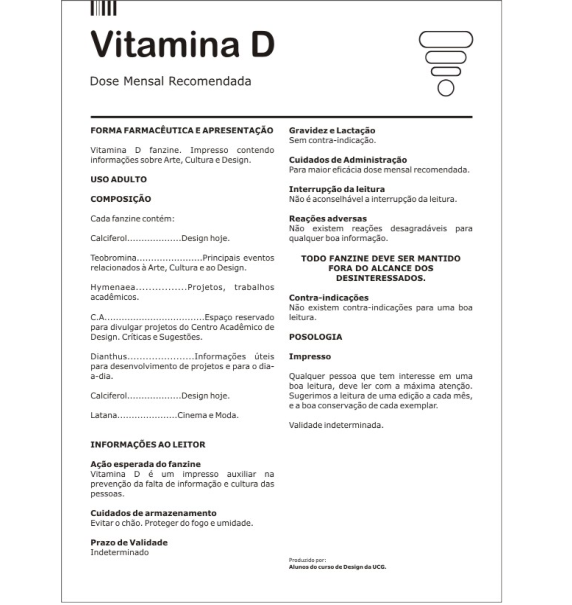 Vitamina D
Dose Mensal Recomendada
FORMA FARMACÊUTICA E APRESENTAÇÃO
Vitamina D fanzine. Impresso contendo
informações sobre Arte, Cultura e Design.
USO ADULTO
COMPOSIÇÃO
Cada fanzine contém:
Calciferol...................Design hoje.
Teobromina.......................Principais eventos
relacionados à Arte, Cultura e ao Design.
Hymenaea................Projetos, trabalhos
acadêmicos.
C.A...................................Espaço reservado
para divulgar projetos do Centro Acadêmico de
Design. Críticas e Sugestões.
Dianthus.......................Informações úteis
para desenvolvimento de projetos e para o dia-
a-dia.
Calciferol...................Design hoje.
Latana.....................Cinema e Moda.
INFORMAÇÕES AO LEITOR
Ação esperada do fanzine
Vitamina D é um impresso auxiliar na
prevenção da falta de informação e cultura das
pessoas.
Cuidados de armazenamento
Evitar o chão. Proteger do fogo e umidade.
Prazo de Validade
Indeterminado
Gravidez e Lactação
Sem contra-indicação.
Cuidados de Administração
Para maior eficácia dose mensal recomendada.
Interrupção da leitura
Não é aconselhável a interrupção da leitura.
Reações adversas
Não existem reações desagradáveis para
qualquer boa informação.
TODO FANZINE DEVE SER MANTIDO
FORA DO ALCANCE DOS
DESINTERESSADOS.
Contra-indicações
Não existem contra-indicações para uma boa
leitura.
POSOLOGIA
Impresso
Qualquer pessoa que tem interesse em uma
boa leitura, deve ler com a máxima atenção.
Sugerimos a leitura de uma edição a cada mês,
e a boa conservação de cada exemplar.
Validade indeterminada.
Produzido por:
Alunos do curso de Design da UCG.